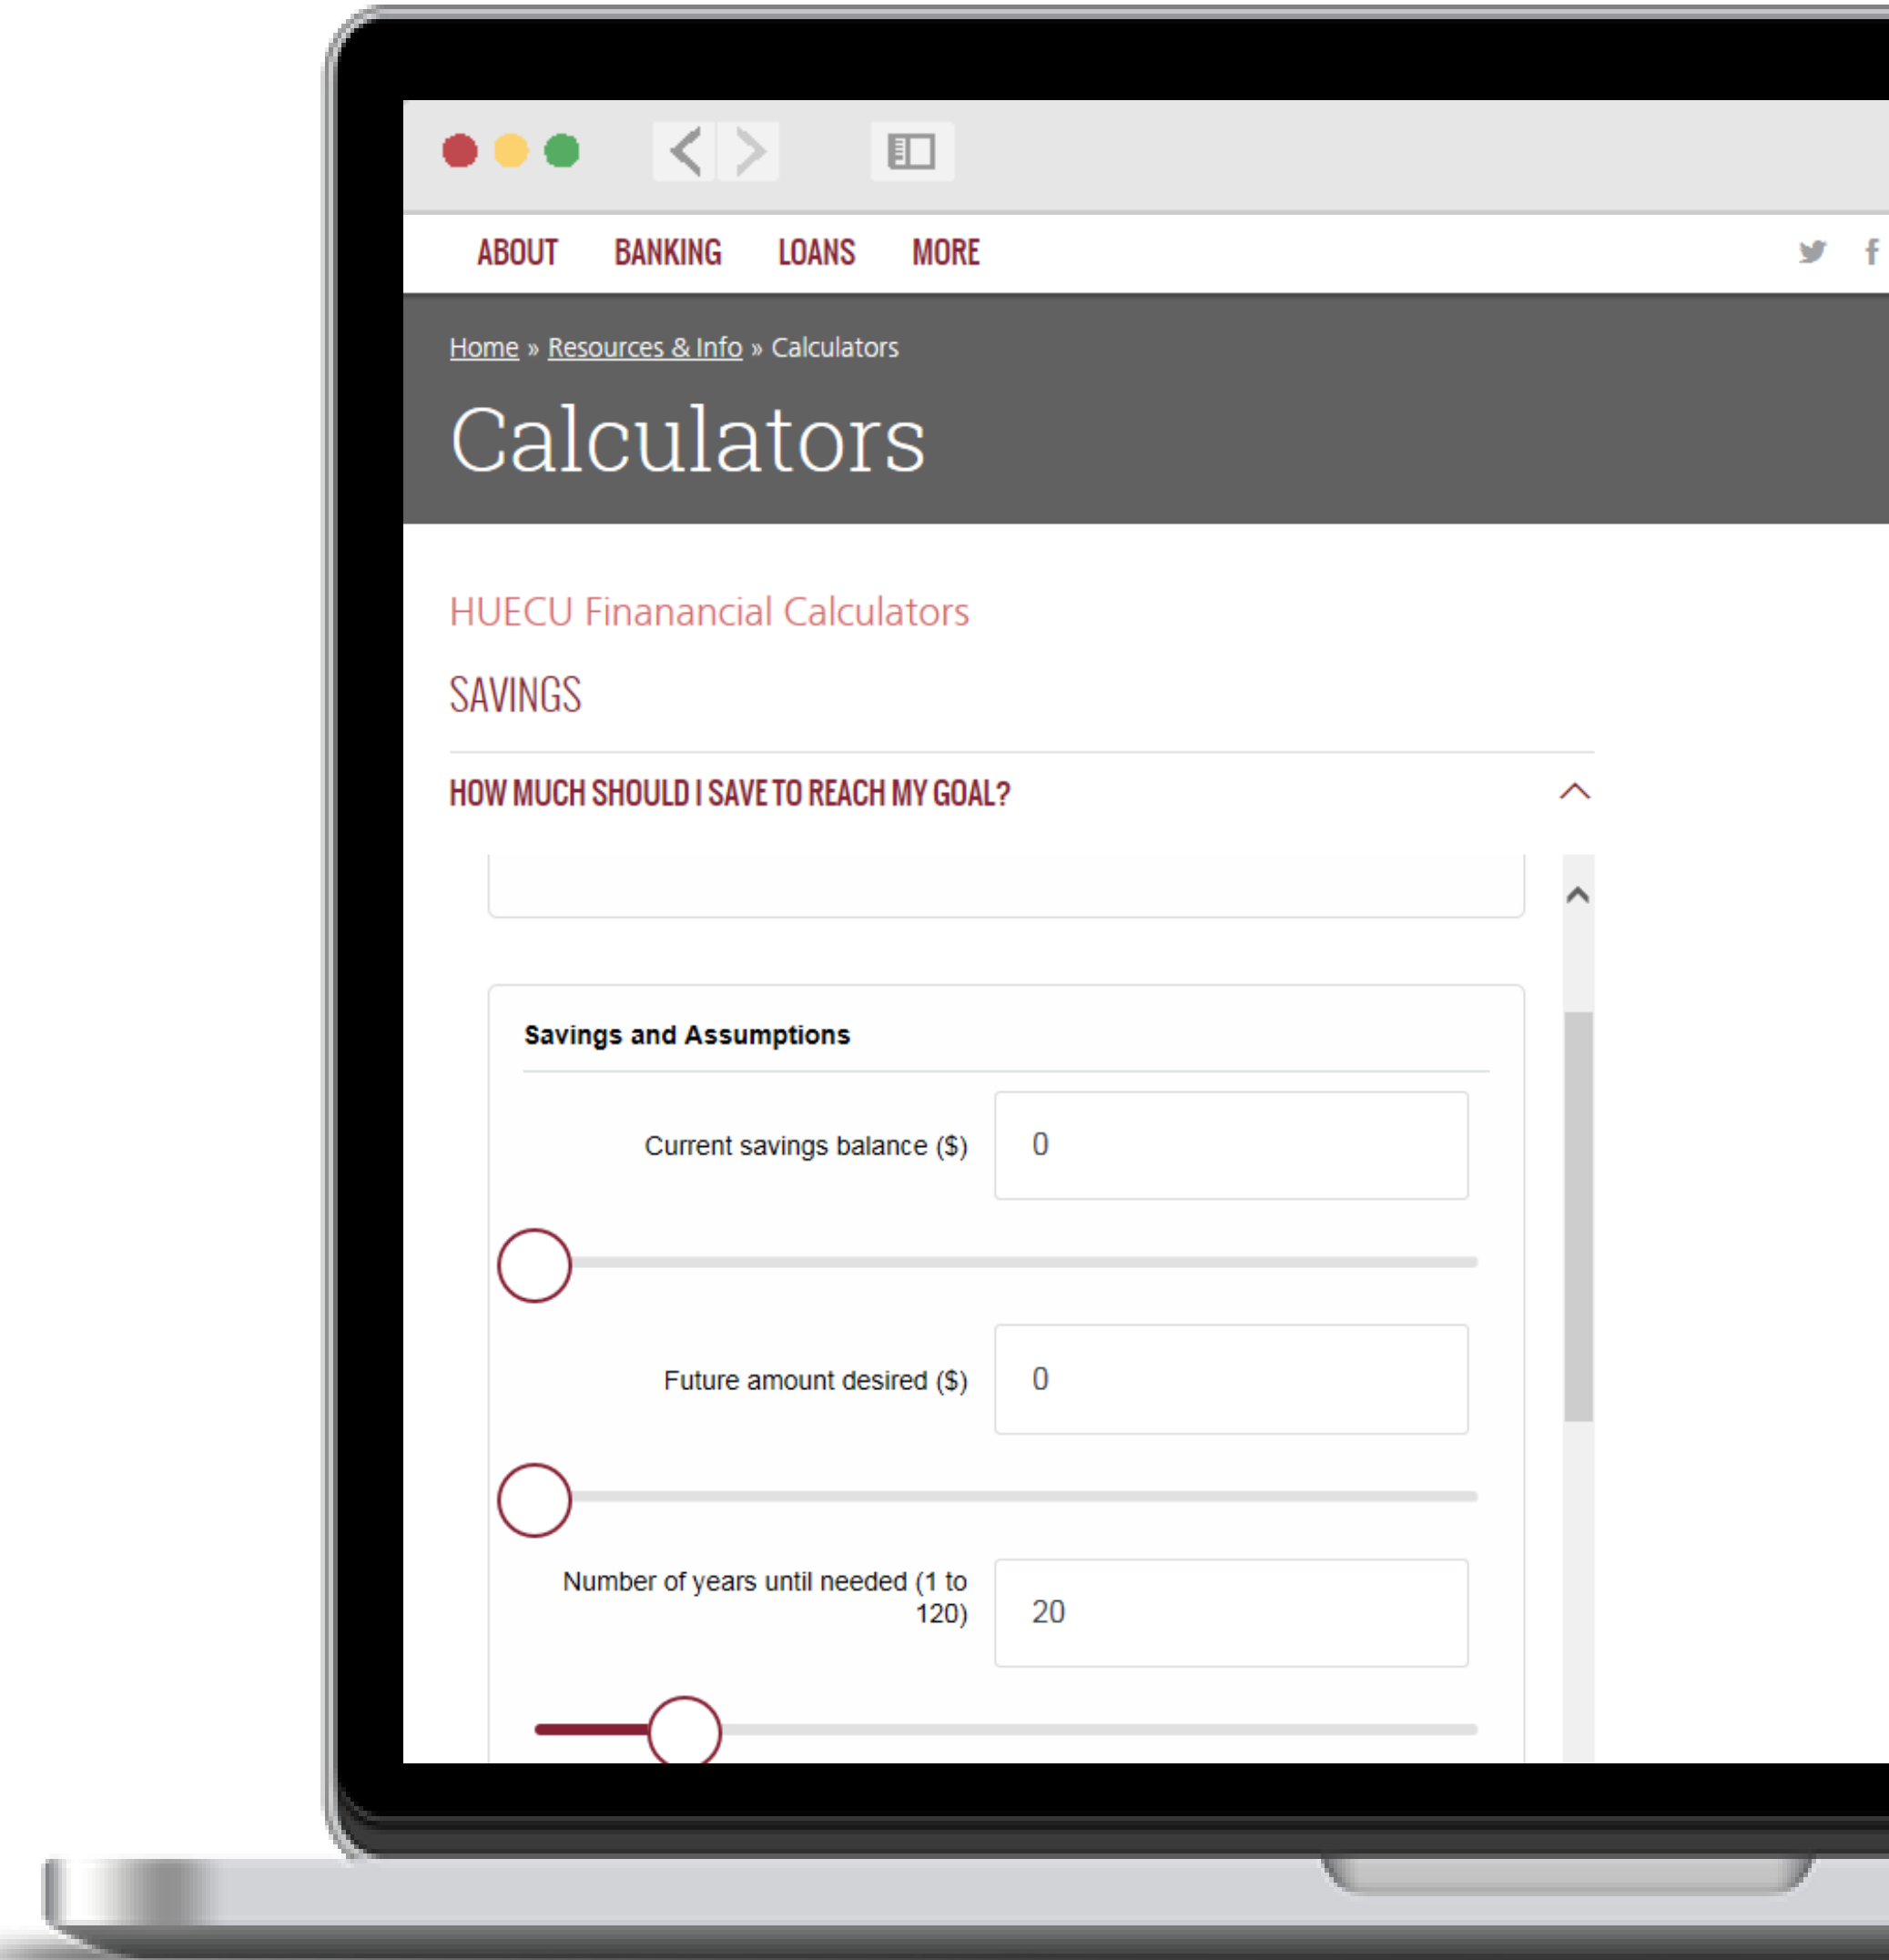 ABOUT BANKING LOANS MORE
Home » Resources & Info » Calculators
Calculators
HUECU Finanancial Calculators
SAVINGS
HOW MUCH SHOULD I SAVE TO REACH MY GOAL?
Savings and Assumptions
Current savings balance ($) 0
Future amount desired ($) 0
Number of years until needed (1 to
120) 20